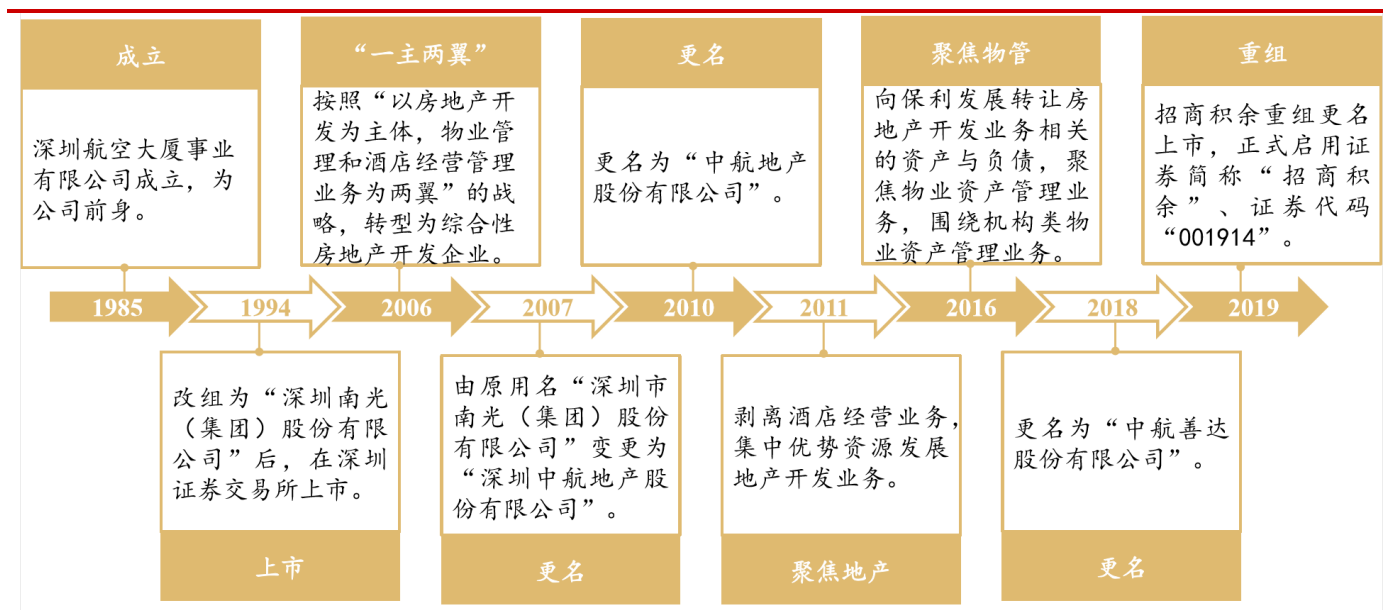 成立
深圳航空大厦事业
有限公司成立，为
公司前身。
“一主两翼”
按照“以房地产开
发为主体，物业管
理和酒店经营管理
业务为两翼”的战
略，转型为综合性
房地产开发企业。
更名
更名为“中航地产
股份有限公司”。
聚焦物管
向保利发展转让房
地产开发业务相关
的资产与负债，聚
焦物业资产管理业
务，围绕机构类物
业资产管理业务。
重组
招商积余重组更名
上市，正式启用证
券简称“招商积
余”、证券代码
“001914”。
1985
1994
2006
2007
2010
2011
2016
2018
2019
改组为“深圳南光
（集团）股份有限
公司”后，在深圳
证券交易所上市。
上市
由原用名“深圳市
南光（集团）股份
有限公司”变更为
“深圳中航地产股
份有限公司”。
更名
剥离酒店经营业务，
集中优势资源发展
地产开发业务。
聚焦地产
更名为“中航善达
股份有限公司”。
更名